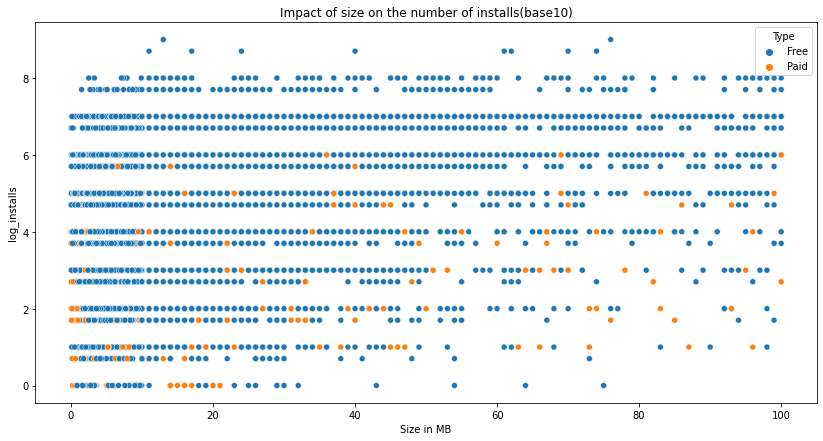 Impact of size on the number of installs(base10)
Type
Free
Paid
log_installs
8
6
4
2
0
0
20
40
60
80
100
Size in MB